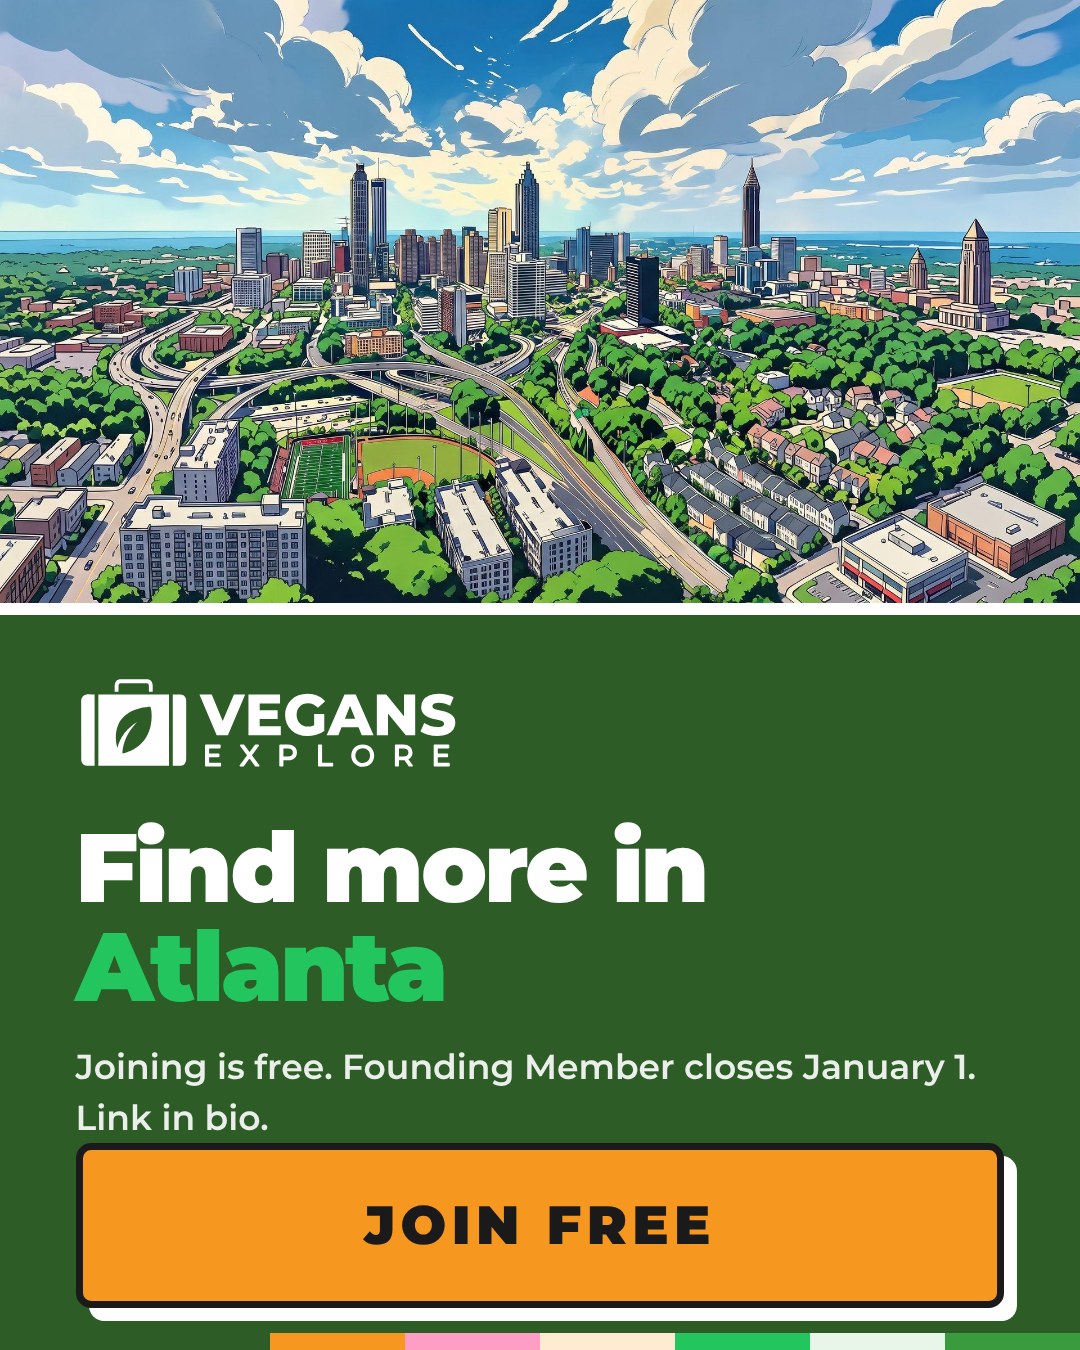 VEGANS
EXPLORE
Find more in
Atlanta
Joining is free. Founding Member closes January 1.
Link in bio.
JOIN FREE